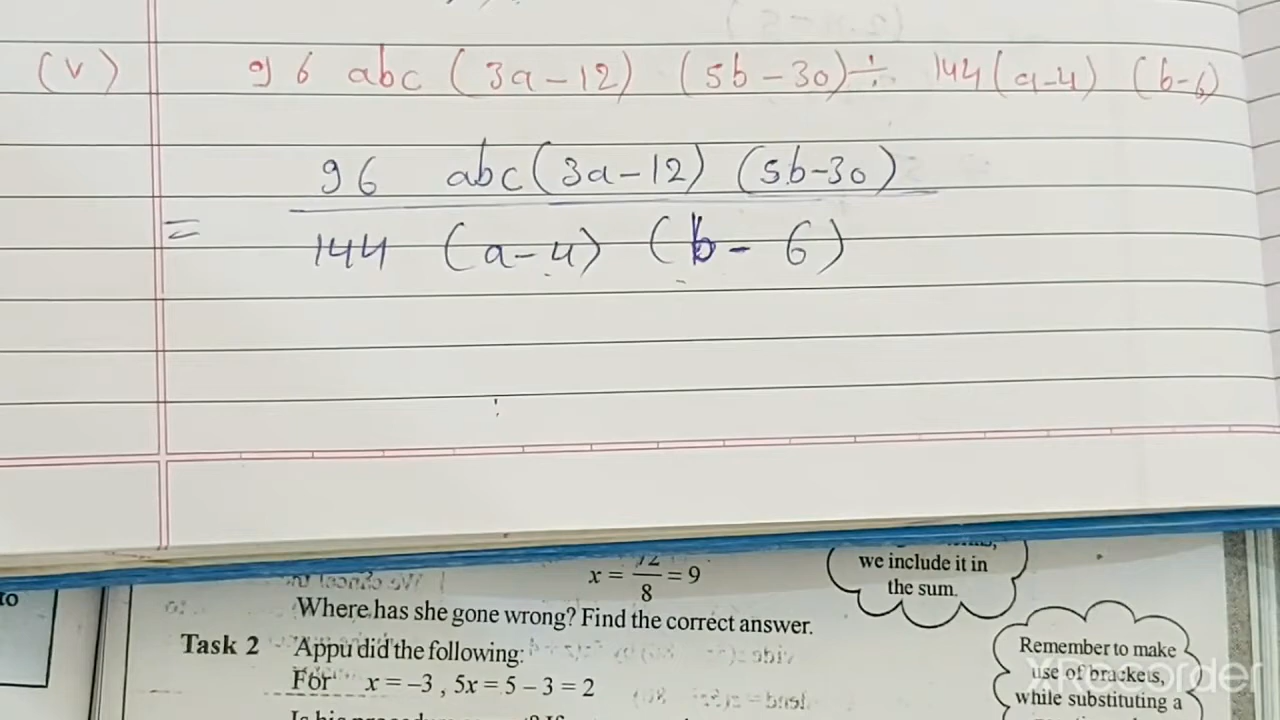 (v) 96 abc (3a-12) (5b-30) ÷ 144(a-4) (b-6)
96 abc(3a-12) (5b-30)
=
144 (a-4) (b-6)
we include it in
the sum.
x = 72/8 = 9
to
Where has she gone wrong? Find the correct answer.
Task 2 Appu did the following:
For x = –3 , 5x = 5 – 3 = 2
Remember to make
use of brackets,
while substituting a
XRecorder